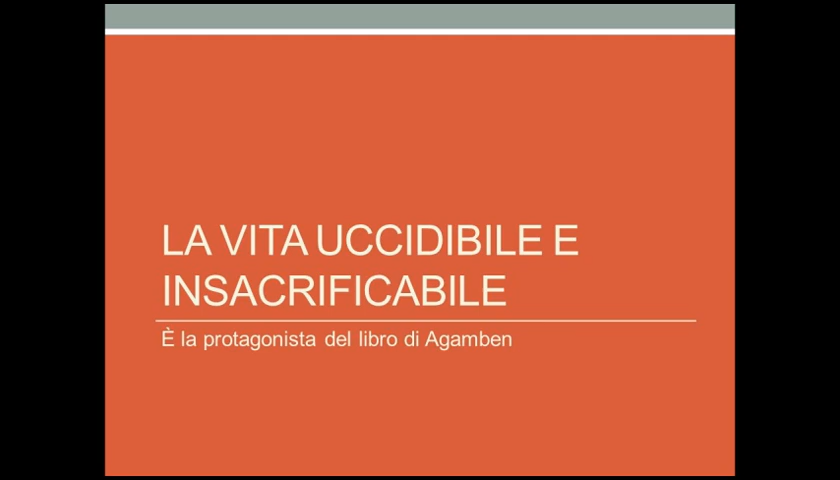 LA VITA UCCIDIBILE E
INSACRIFICABILE
È la protagonista del libro di Agamben